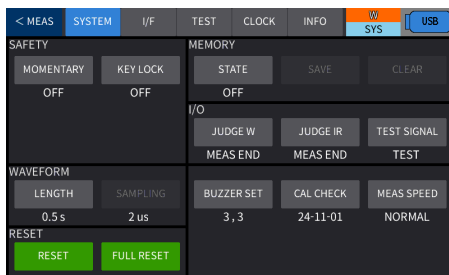 < MEAS SYSTEM I/F TEST CLOCK INFO W SYS USB
SAFETY
MOMENTARY KEY LOCK
OFF OFF
MEMORY
STATE SAVE CLEAR
OFF
I/O
JUDGE W JUDGE IR TEST SIGNAL
MEAS END MEAS END TEST
WAVEFORM
LENGTH SAMPLING
0.5 s 2 us
BUZZER SET CAL CHECK MEAS SPEED
3 , 3 24-11-01 NORMAL
RESET
RESET FULL RESET